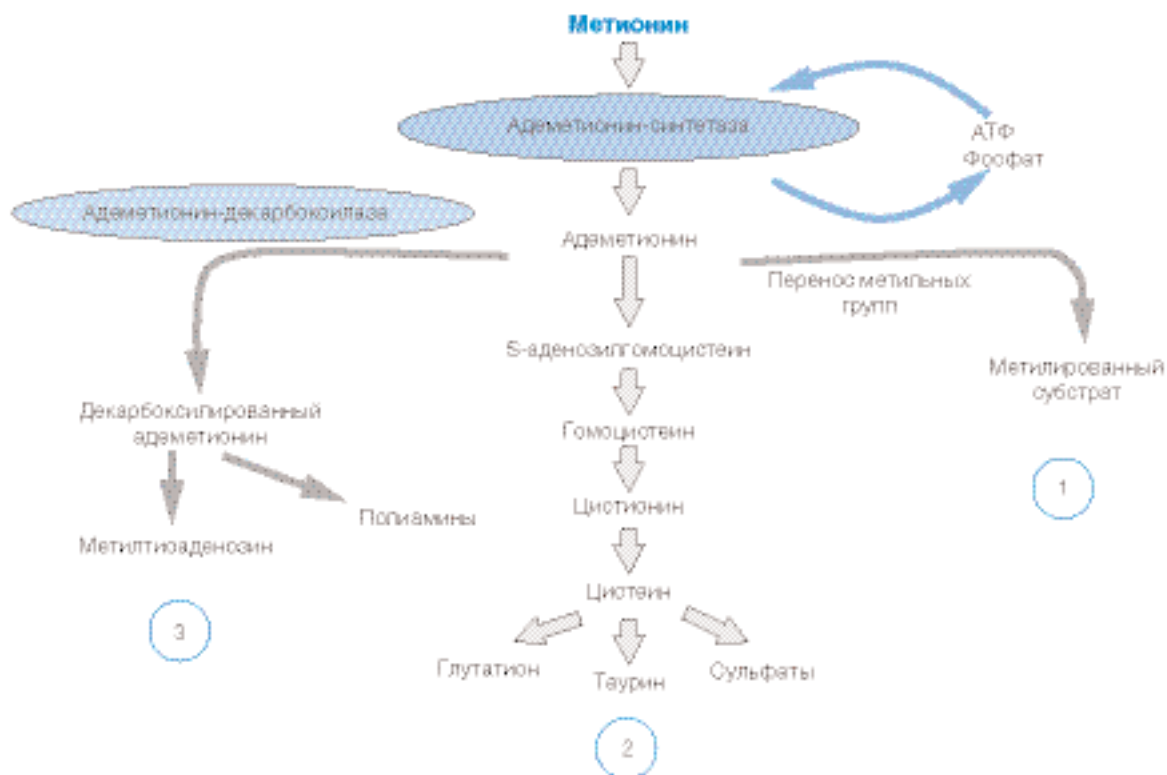 Метионин
Адеметионин-синтетаза
АТФ
Фосфат
Адеметионин-декарбоксилаза
Адеметионин
Перенос метильных
групп
S-аденозилгомоцистеин
Метилированный
субстрат
Декарбоксилированный
адеметионин
Гомоцистеин
1
Цистионин
Полиамины
Метилтиоаденозин
Цистеин
3
Глутатион
Таурин
Сульфаты
2